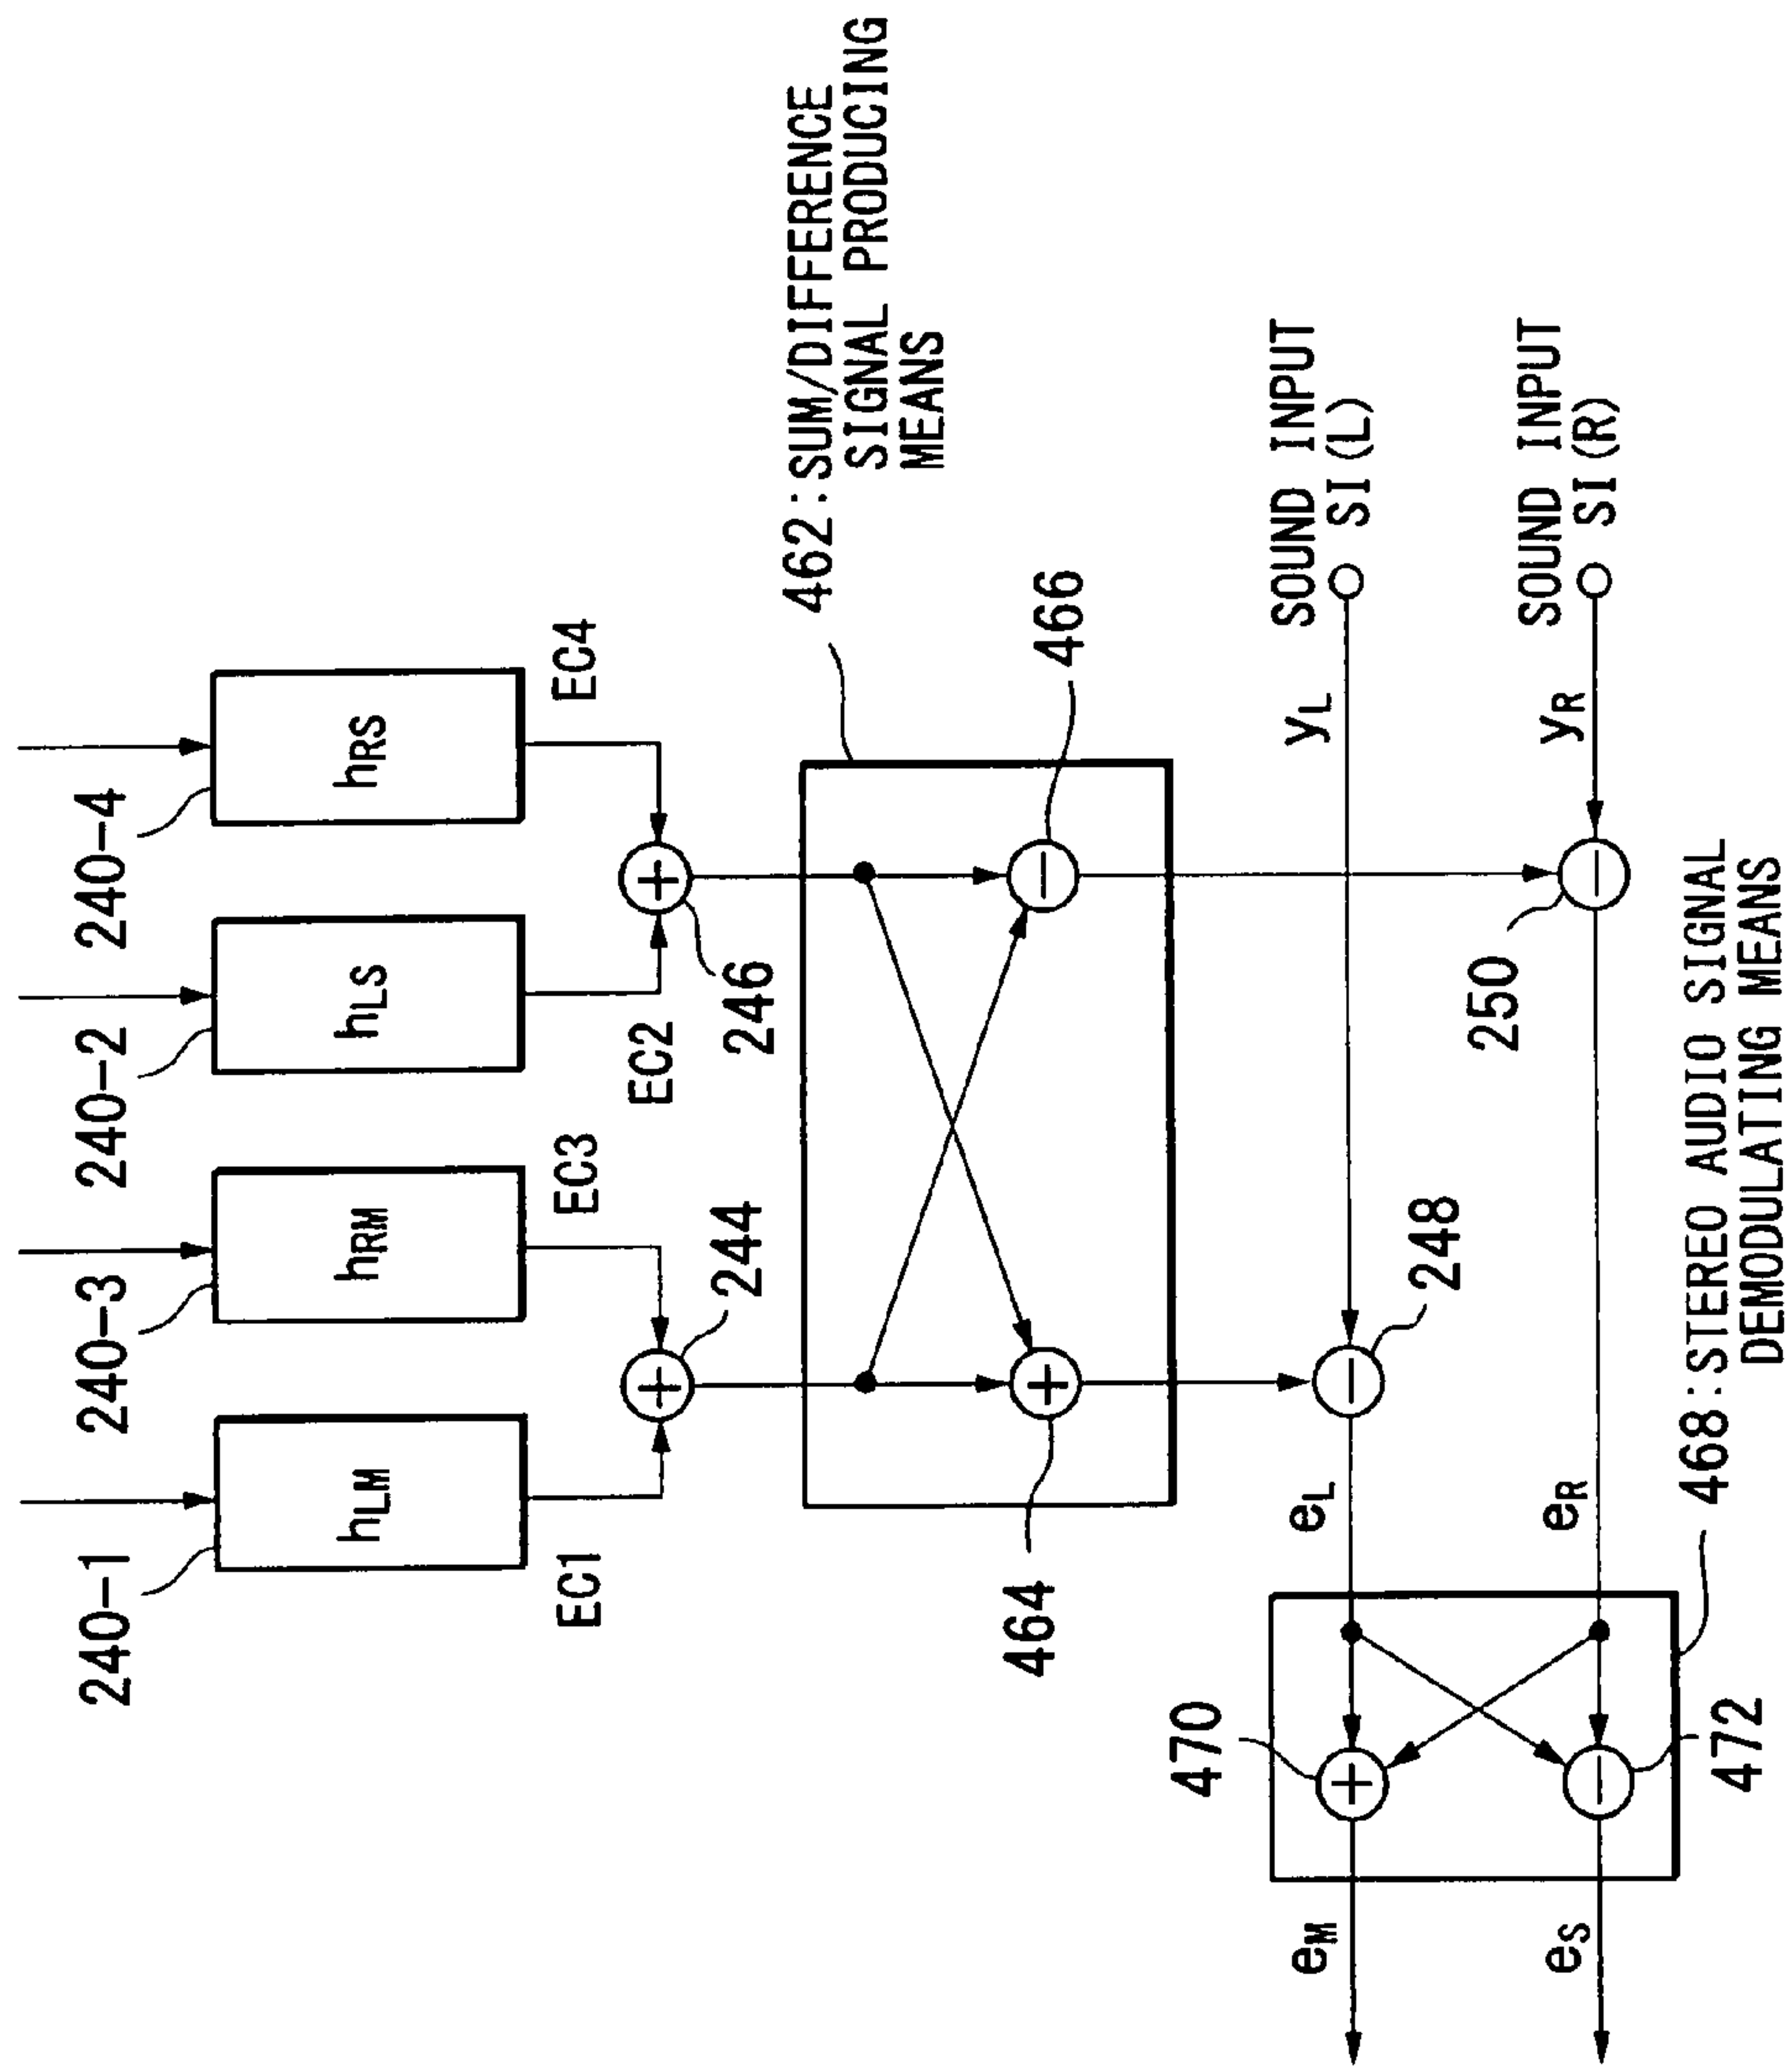 240-1
240-3
240-2
240-4
hLM
hRM
hLS
hRS
EC1
EC3
EC2
EC4
+
244
+
246
462:SUM/DIFFERENCE
SIGNAL PRODUCING
MEANS
464
+
−
466
SOUND INPUT
SI(L)
yL
−
248
eL
470
+
eM
SOUND INPUT
SI(R)
yR
−
250
eR
−
472
eS
468:STEREO AUDIO SIGNAL
DEMODULATING MEANS